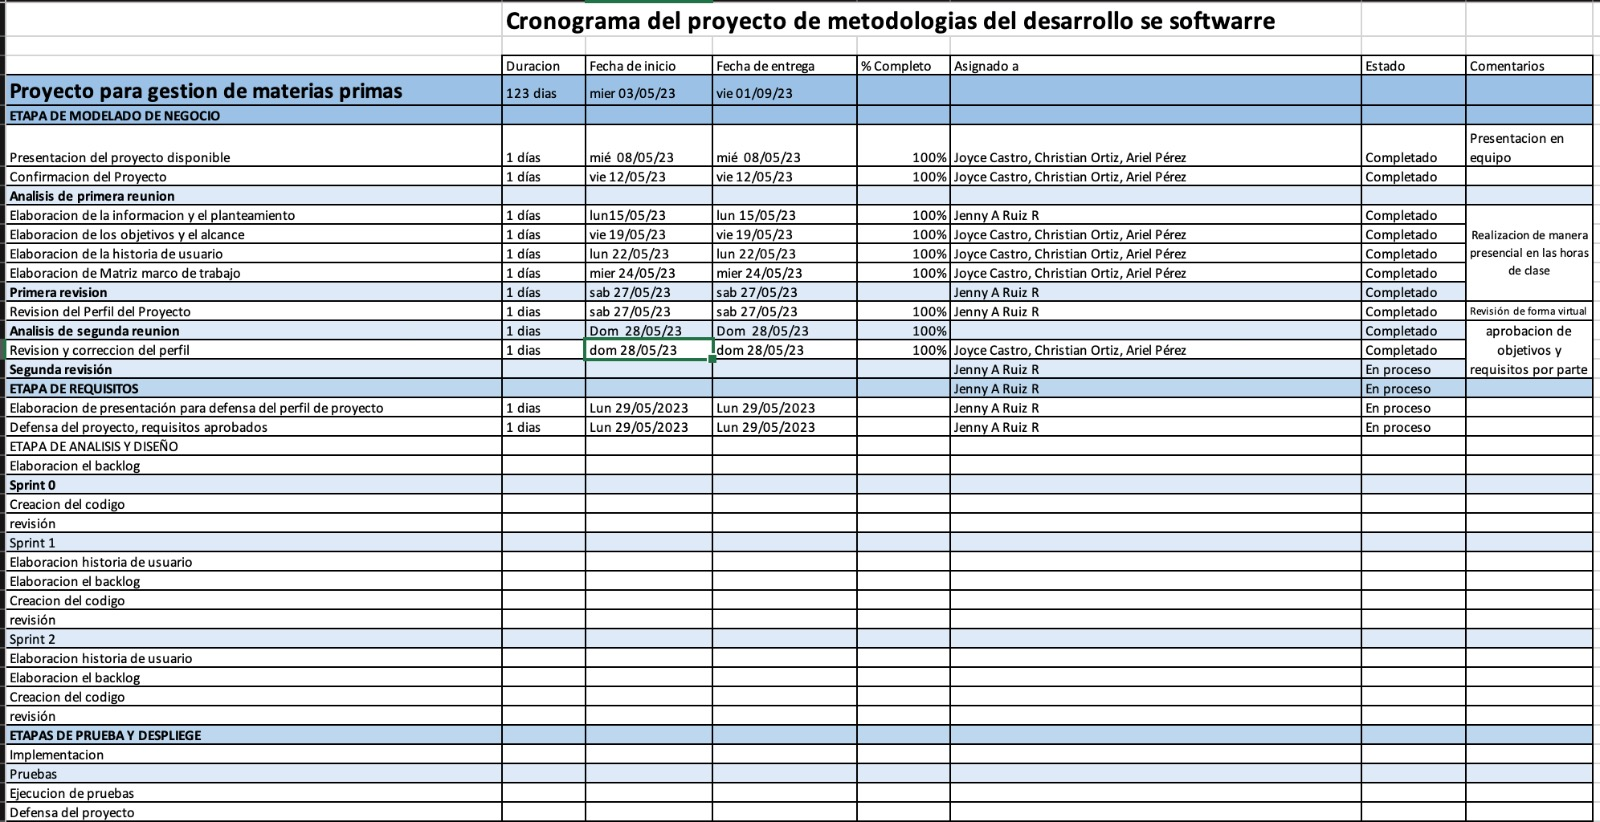 Cronograma del proyecto de metodologias del desarrollo se softwarre
Duracion Fecha de inicio Fecha de entrega % Completo Asignado a Estado Comentarios
Proyecto para gestion de materias primas 123 dias mier 03/05/23 vie 01/09/23
ETAPA DE MODELADO DE NEGOCIO
Presentacion del proyecto disponible 1 días mié 08/05/23 mié 08/05/23 100% Joyce Castro, Christian Ortiz, Ariel Pérez Completado Presentacion en equipo
Confirmacion del Proyecto 1 días vie 12/05/23 vie 12/05/23 100% Joyce Castro, Christian Ortiz, Ariel Pérez Completado
Analisis de primera reunion
Elaboracion de la informacion y el planteamiento 1 días lun15/05/23 lun 15/05/23 100% Jenny A Ruiz R Completado
Elaboracion de los objetivos y el alcance 1 días vie 19/05/23 vie 19/05/23 100% Joyce Castro, Christian Ortiz, Ariel Pérez Completado Realizacion de manera
Elaboracion de la historia de usuario 1 días lun 22/05/23 lun 22/05/23 100% Joyce Castro, Christian Ortiz, Ariel Pérez Completado presencial en las horas
Elaboracion de Matriz marco de trabajo 1 días mier 24/05/23 mier 24/05/23 100% Joyce Castro, Christian Ortiz, Ariel Pérez Completado de clase
Primera revision 1 días sab 27/05/23 sab 27/05/23 Jenny A Ruiz R Completado
Revision del Perfil del Proyecto 1 días sab 27/05/23 sab 27/05/23 100% Jenny A Ruiz R Completado Revisión de forma virtual
Analisis de segunda reunion 1 dias Dom 28/05/23 Dom 28/05/23 100% Completado aprobacion de
Revision y correccion del perfil 1 dias dom 28/05/23 dom 28/05/23 100% Joyce Castro, Christian Ortiz, Ariel Pérez Completado objetivos y
Segunda revisión Jenny A Ruiz R En proceso requisitos por parte
ETAPA DE REQUISITOS Jenny A Ruiz R En proceso
Elaboracion de presentación para defensa del perfil de proyecto 1 dias Lun 29/05/2023 Lun 29/05/2023 Jenny A Ruiz R En proceso
Defensa del proyecto, requisitos aprobados 1 dias Lun 29/05/2023 Lun 29/05/2023 Jenny A Ruiz R En proceso
ETAPA DE ANALISIS Y DISEÑO
Elaboracion el backlog
Sprint 0
Creacion del codigo
revisión
Sprint 1
Elaboracion historia de usuario
Elaboracion el backlog
Creacion del codigo
revisión
Sprint 2
Elaboracion historia de usuario
Elaboracion el backlog
Creacion del codigo
revisión
ETAPAS DE PRUEBA Y DESPLIEGE
Implementacion
Pruebas
Ejecucion de pruebas
Defensa del proyecto